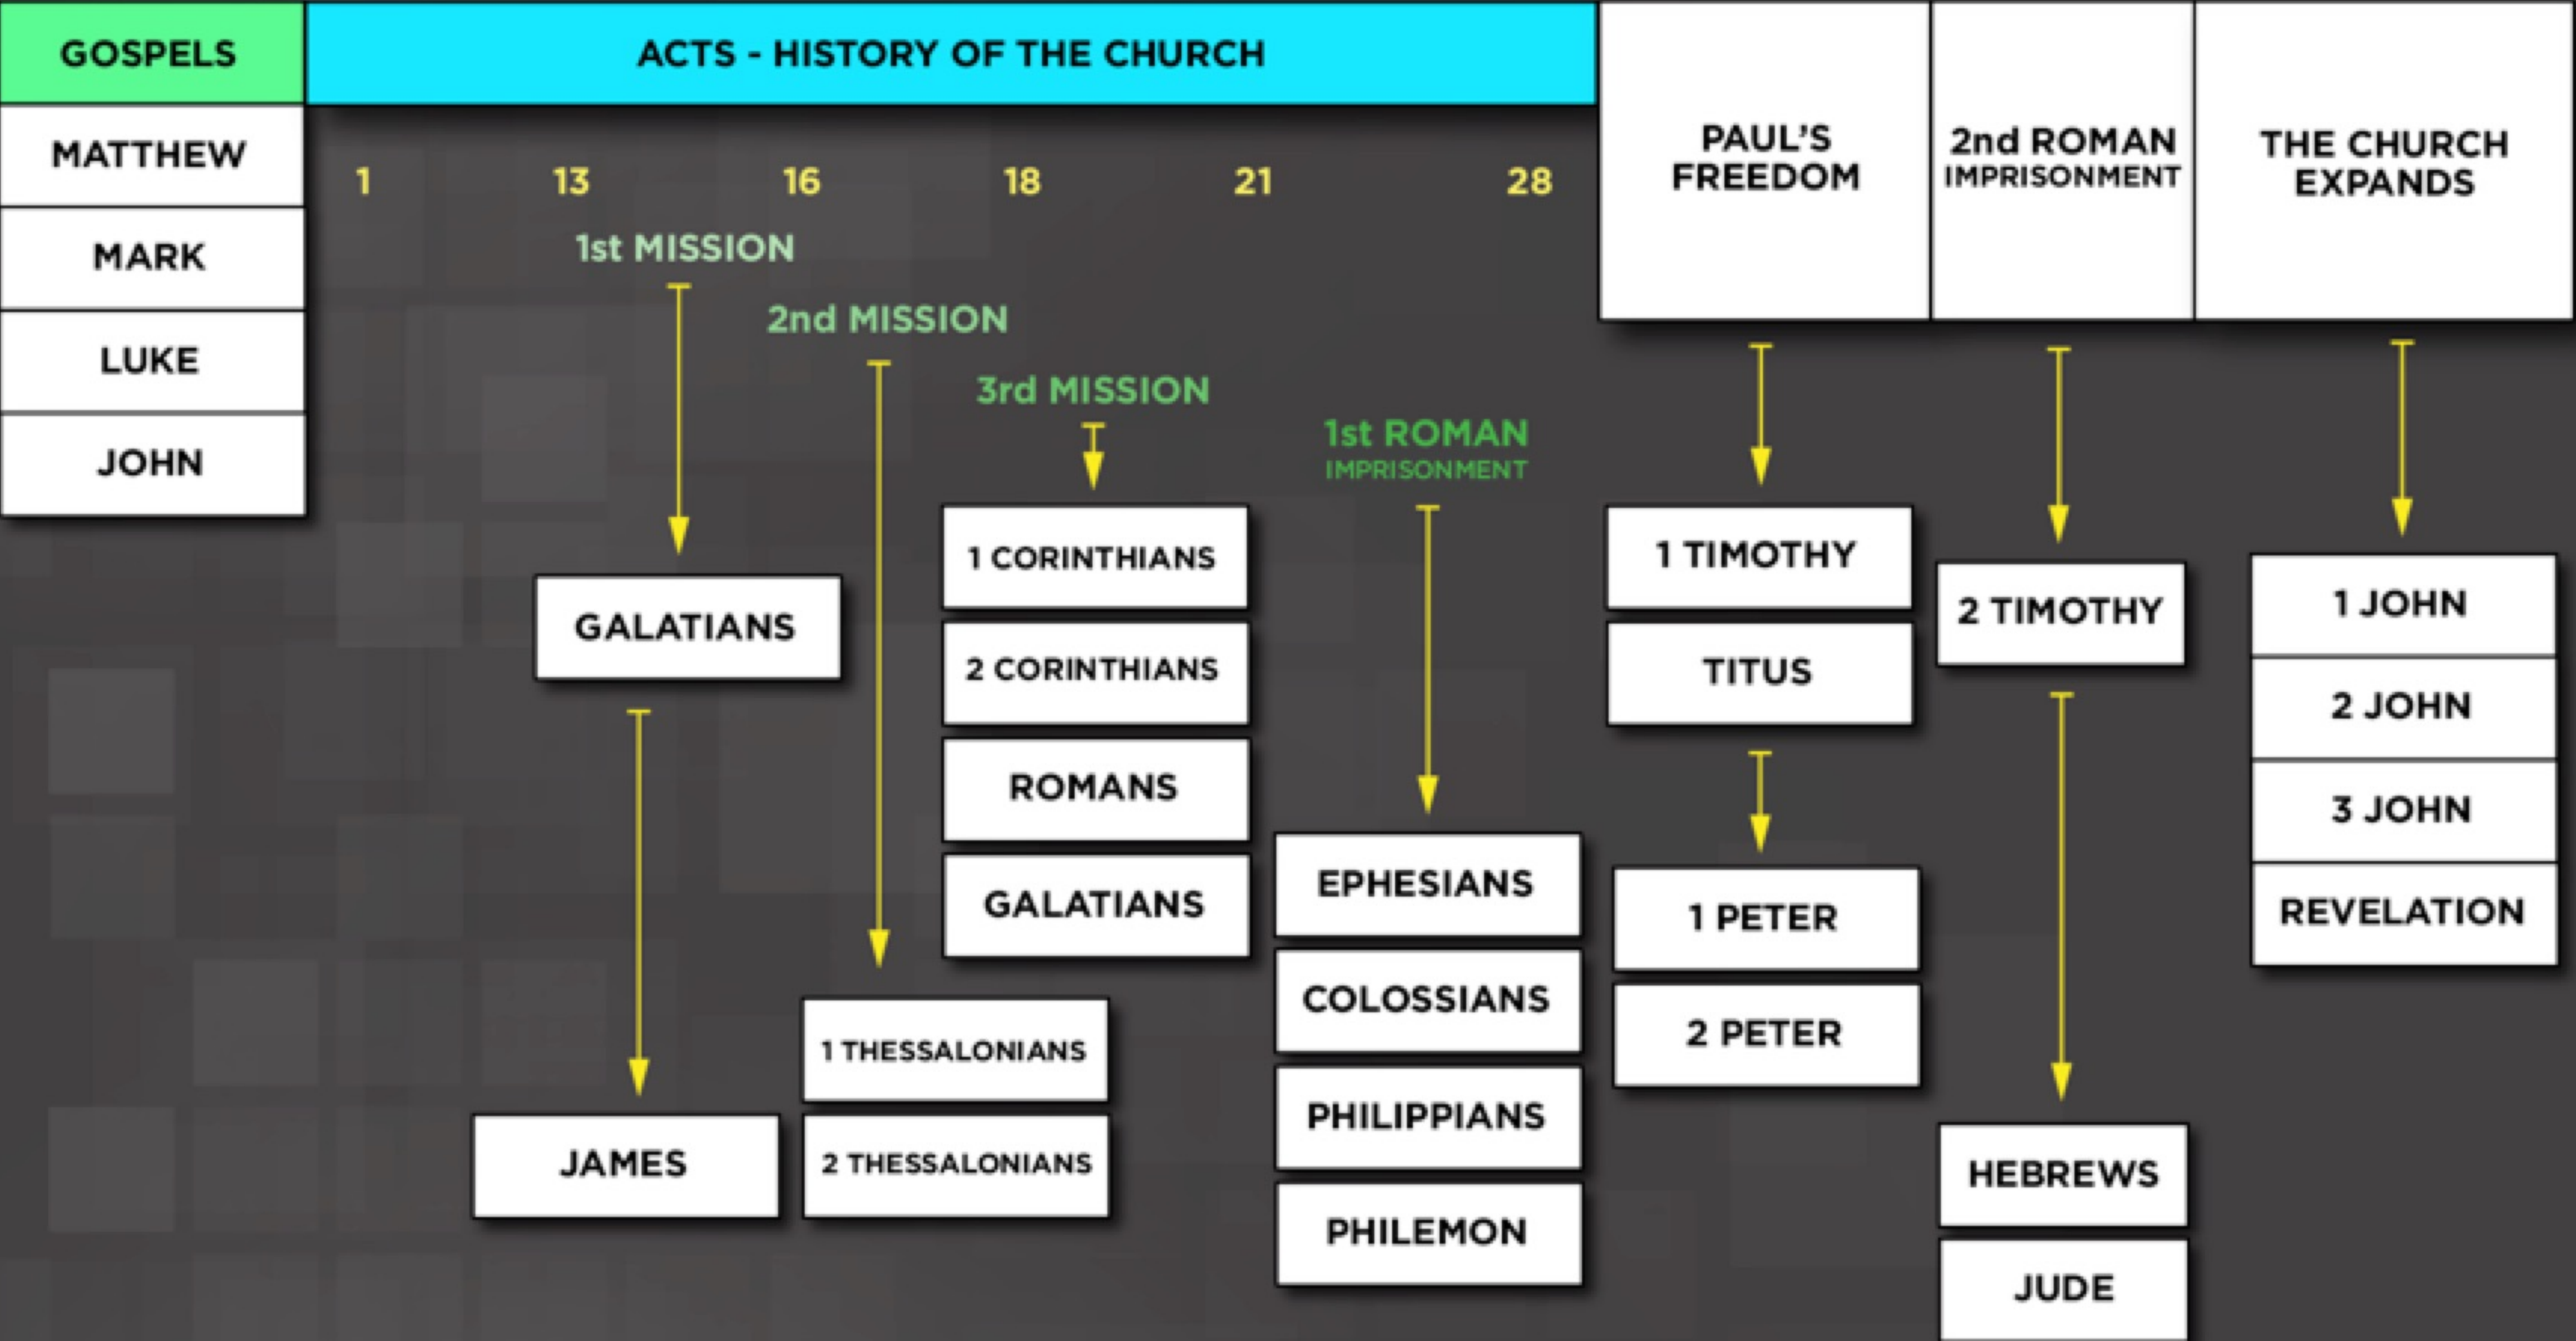 GOSPELS
MATTHEW
MARK
LUKE
JOHN
ACTS - HISTORY OF THE CHURCH
1 13 16 18 21 28
1st MISSION
GALATIANS
JAMES
2nd MISSION
1 THESSALONIANS
2 THESSALONIANS
3rd MISSION
1 CORINTHIANS
2 CORINTHIANS
ROMANS
GALATIANS
1st ROMAN
IMPRISONMENT
EPHESIANS
COLOSSIANS
PHILIPPIANS
PHILEMON
PAUL'S
FREEDOM
1 TIMOTHY
TITUS
1 PETER
2 PETER
2nd ROMAN
IMPRISONMENT
2 TIMOTHY
HEBREWS
JUDE
THE CHURCH
EXPANDS
1 JOHN
2 JOHN
3 JOHN
REVELATION